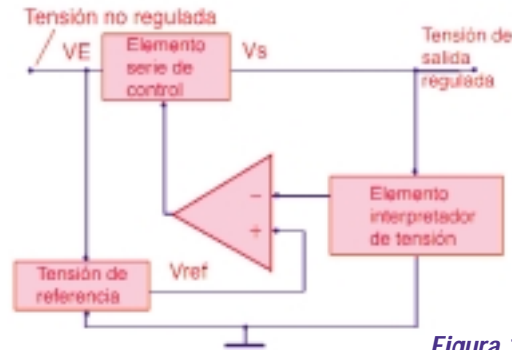 Tensión no regulada
VE
Elemento
serie de
control
Vs
Tensión de
salida
regulada
−
+
Elemento
interpretador
de tensión
Tensión de
referencia
Vref
Figura 1